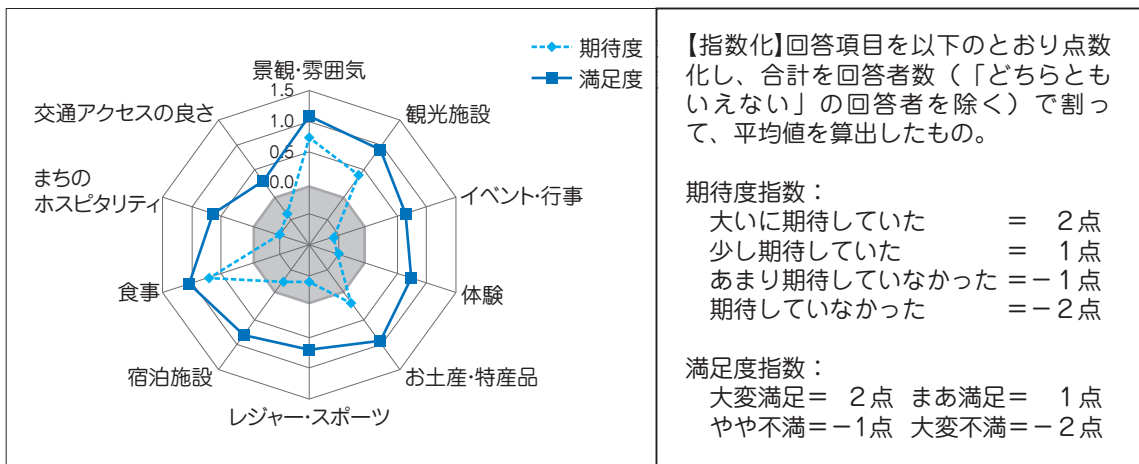 期待度
満足度
景観・雰囲気
観光施設
イベント・行事
体験
お土産・特産品
レジャー・スポーツ
宿泊施設
食事
まちの
ホスピタリティ
交通アクセスの良さ
1.5
1.0
0.5
0.0
【指数化】回答項目を以下のとおり点数
化し、合計を回答者数（「どちらとも
いえない」の回答者を除く）で割っ
て、平均値を算出したもの。
期待度指数：
大いに期待していた ＝ ２点
少し期待していた ＝ １点
あまり期待していなかった ＝－１点
期待していなかった ＝－２点
満足度指数：
大変満足＝ ２点 まあ満足＝ １点
やや不満＝－1点 大変不満＝－２点